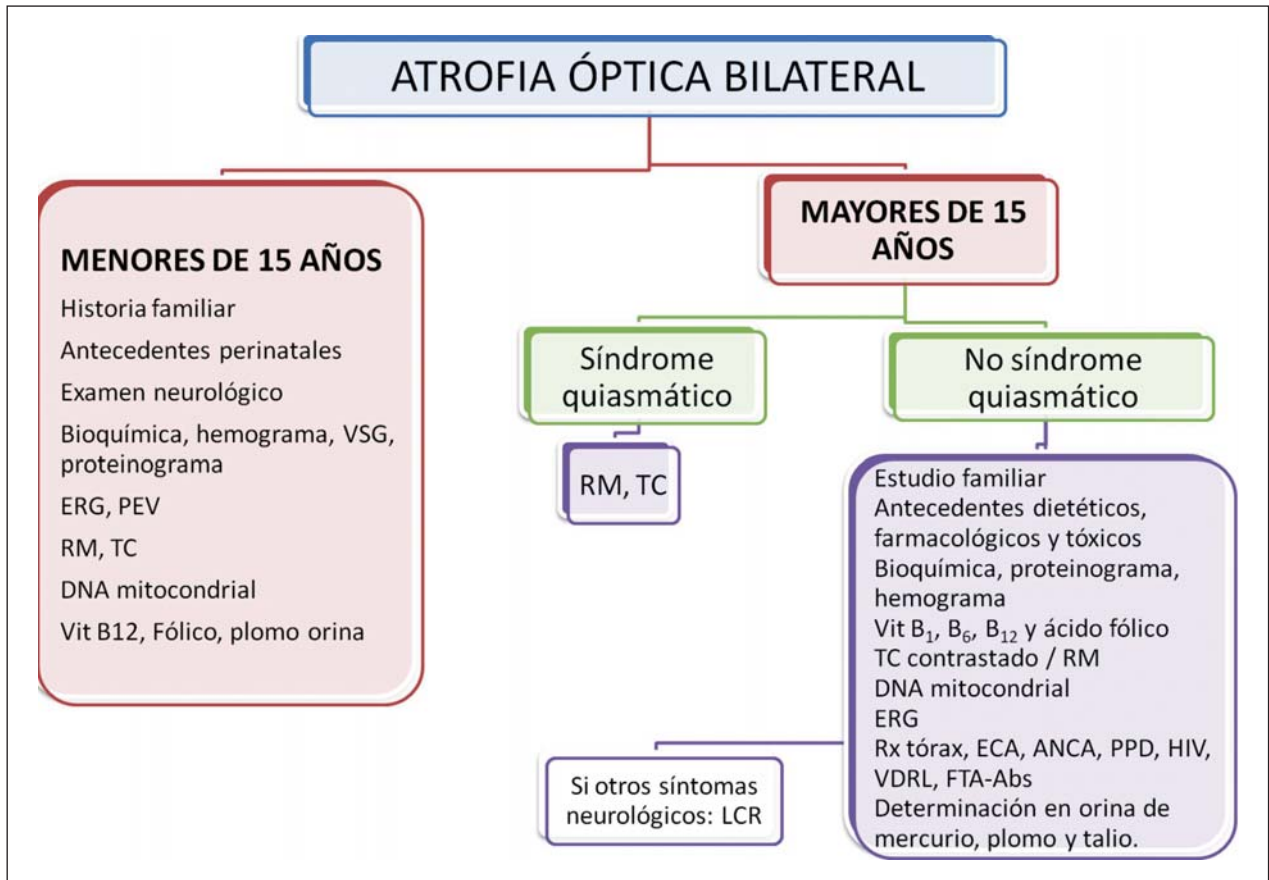 ATROFIA ÓPTICA BILATERAL
MENORES DE 15 AÑOS
Historia familiar
Antecedentes perinatales
Examen neurológico
Bioquímica, hemograma, VSG,
proteinograma
ERG, PEV
RM, TC
DNA mitocondrial
Vit B12, Fólico, plomo orina
MAYORES DE 15
AÑOS
Síndrome
quiasmático
RM, TC
No síndrome
quiasmático
Estudio familiar
Antecedentes dietéticos,
farmacológicos y tóxicos
Bioquímica, proteinograma,
hemograma
Vit B₁, B₆, B₁₂ y ácido fólico
TC contrastado / RM
DNA mitocondrial
ERG
Rx tórax, ECA, ANCA, PPD, HIV,
VDRL, FTA-Abs
Determinación en orina de
mercurio, plomo y talio.
Si otros síntomas
neurológicos: LCR